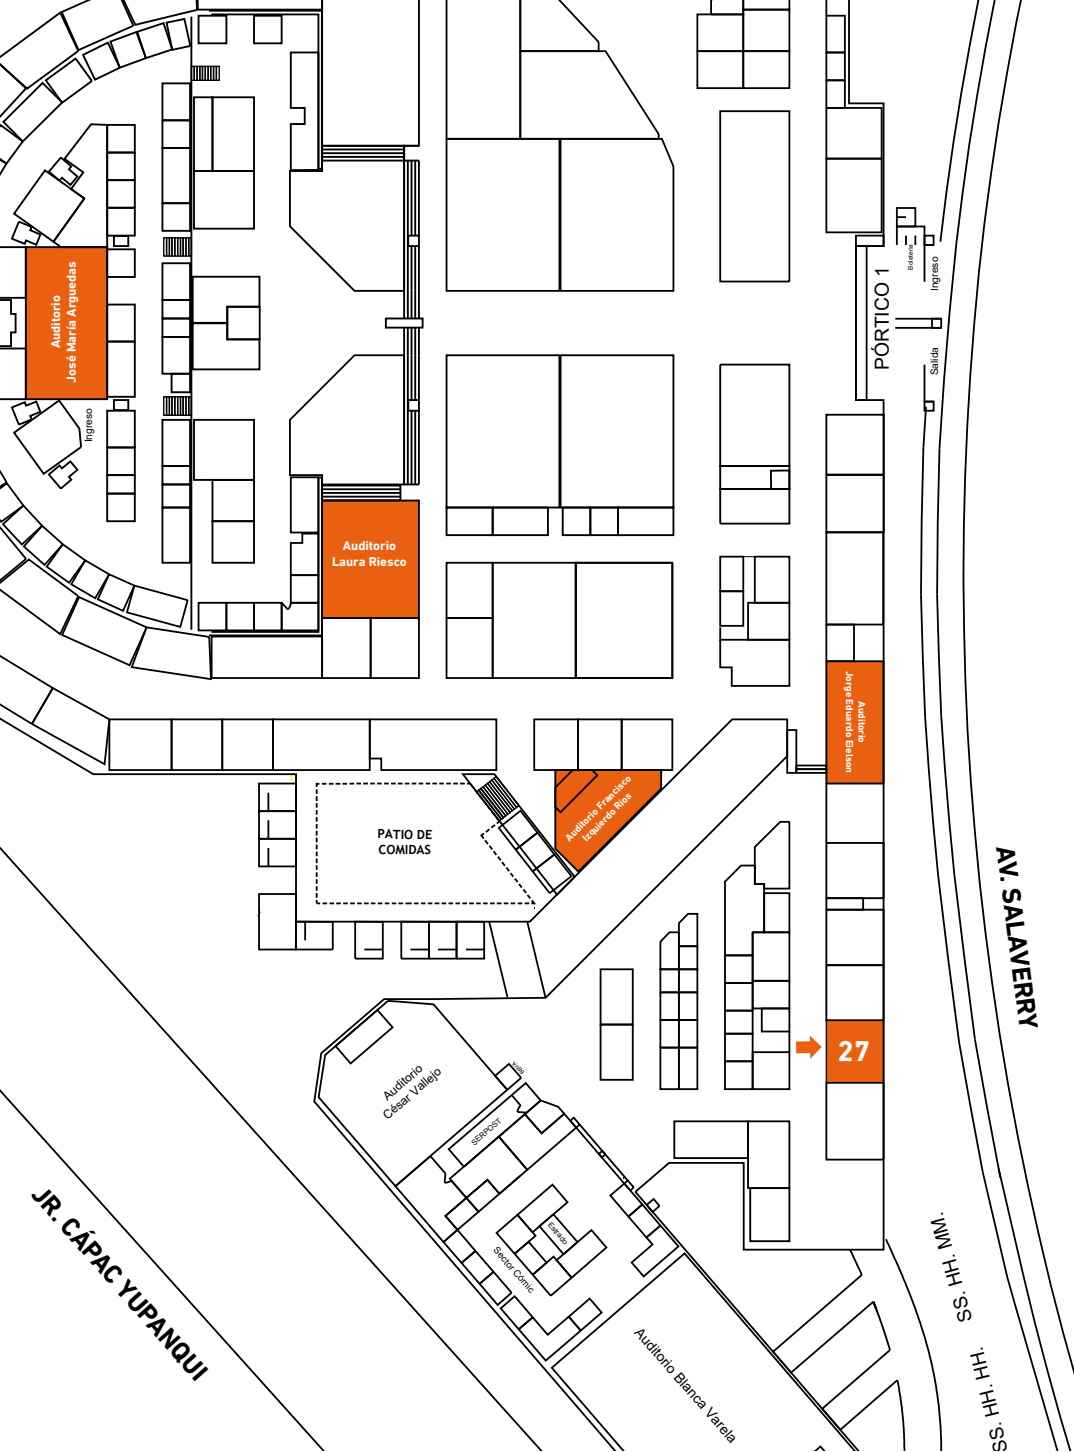 Boletería
Ingreso
PÓRTICO 1
Salida
Auditorio
José María Arguedas
Ingreso
Auditorio
Laura Riesco
Auditorio
Jorge Eduardo Eielson
Auditorio Francisco
Izquierdo Ríos
PATIO DE
COMIDAS
AV. SALAVERRY
27
Auditorio
César Vallejo
SERPOST
Estrado
Sector Cómic
JR. CÁPAC YUPANQUI
Auditorio Blanca Varela
SS. HH. MM.
SS. HH. HH.